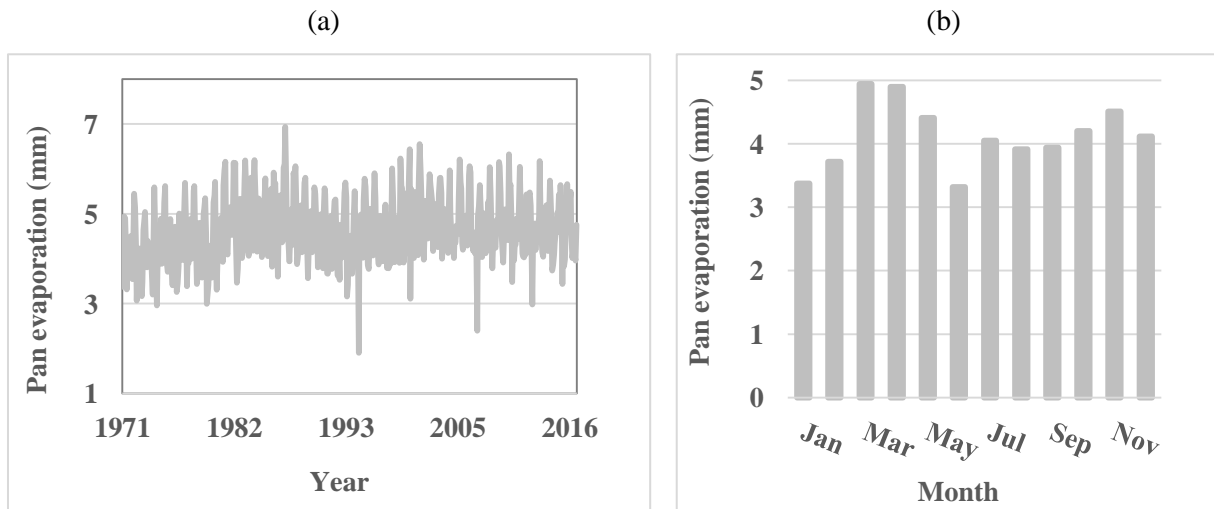 (a)
(b)
Pan evaporation (mm)
7
5
3
1
1971 1982 1993 2005 2016
Year
Pan evaporation (mm)
5
4
3
2
1
0
Jan Mar May Jul Sep Nov
Month